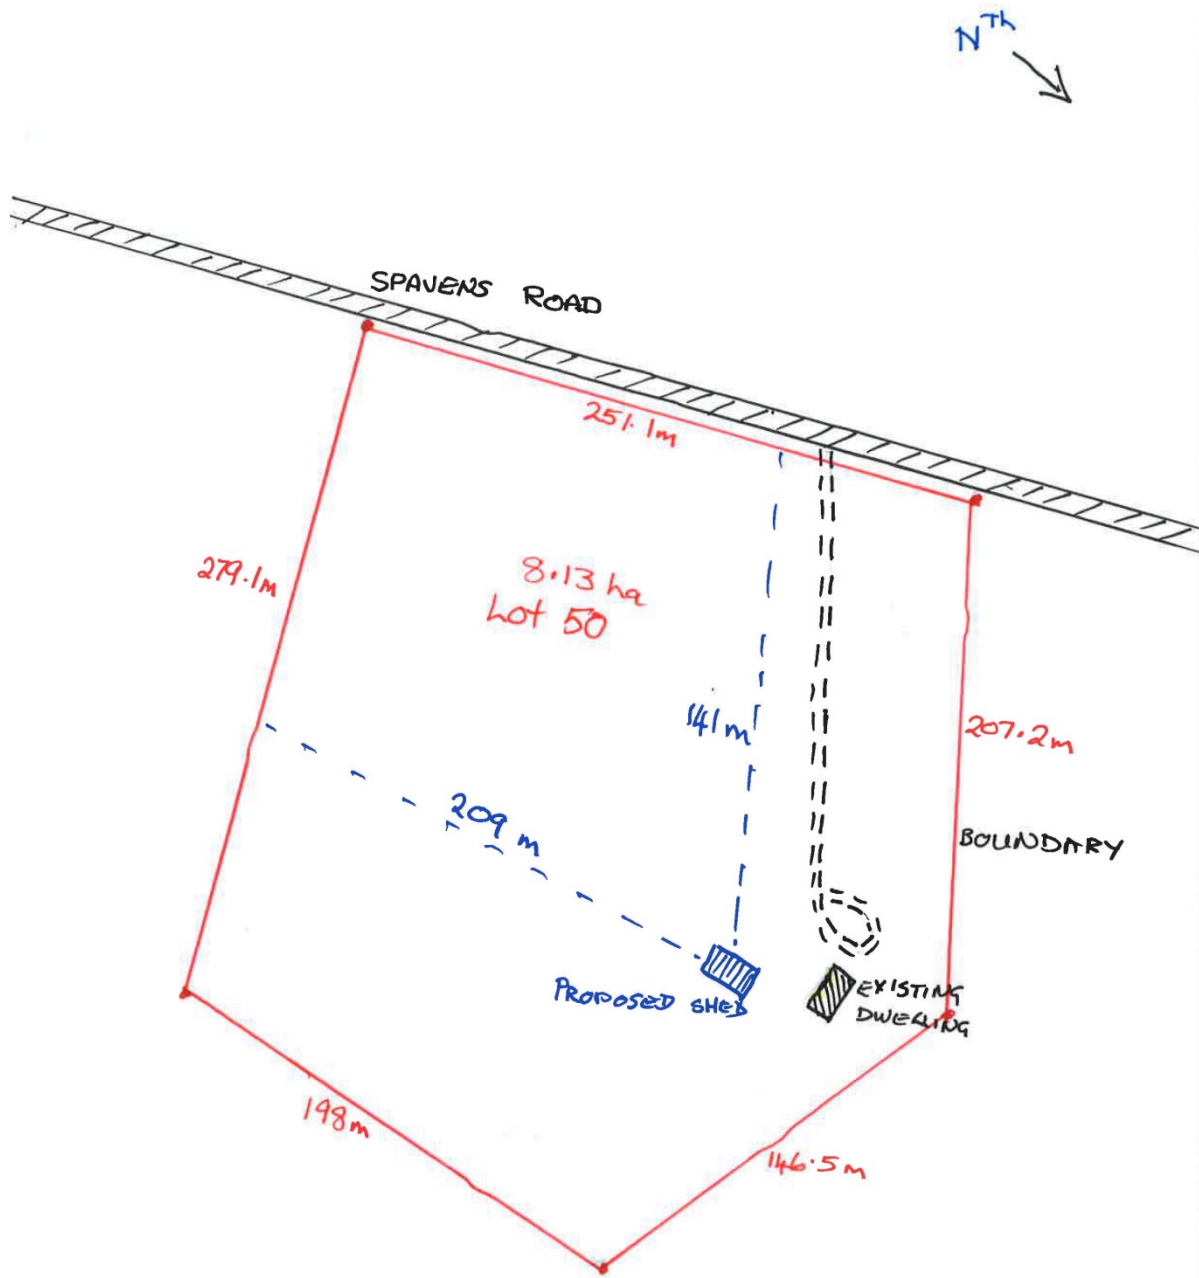 NTh
SPAVENS ROAD
251.1m
279.1m
8.13 ha
Lot 50
141m
207.2m
209 m
BOUNDARY
PROPOSED SHED
EXISTING
DWELLING
198m
146.5m